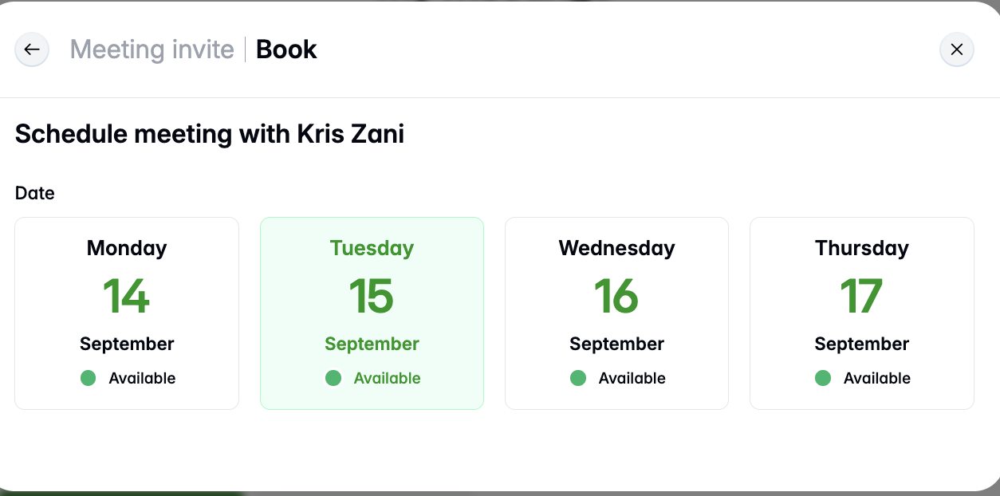 Meeting invite | Book
Schedule meeting with Kris Zani
Date
Monday
14
September
Available
Tuesday
15
September
Available
Wednesday
16
September
Available
Thursday
17
September
Available